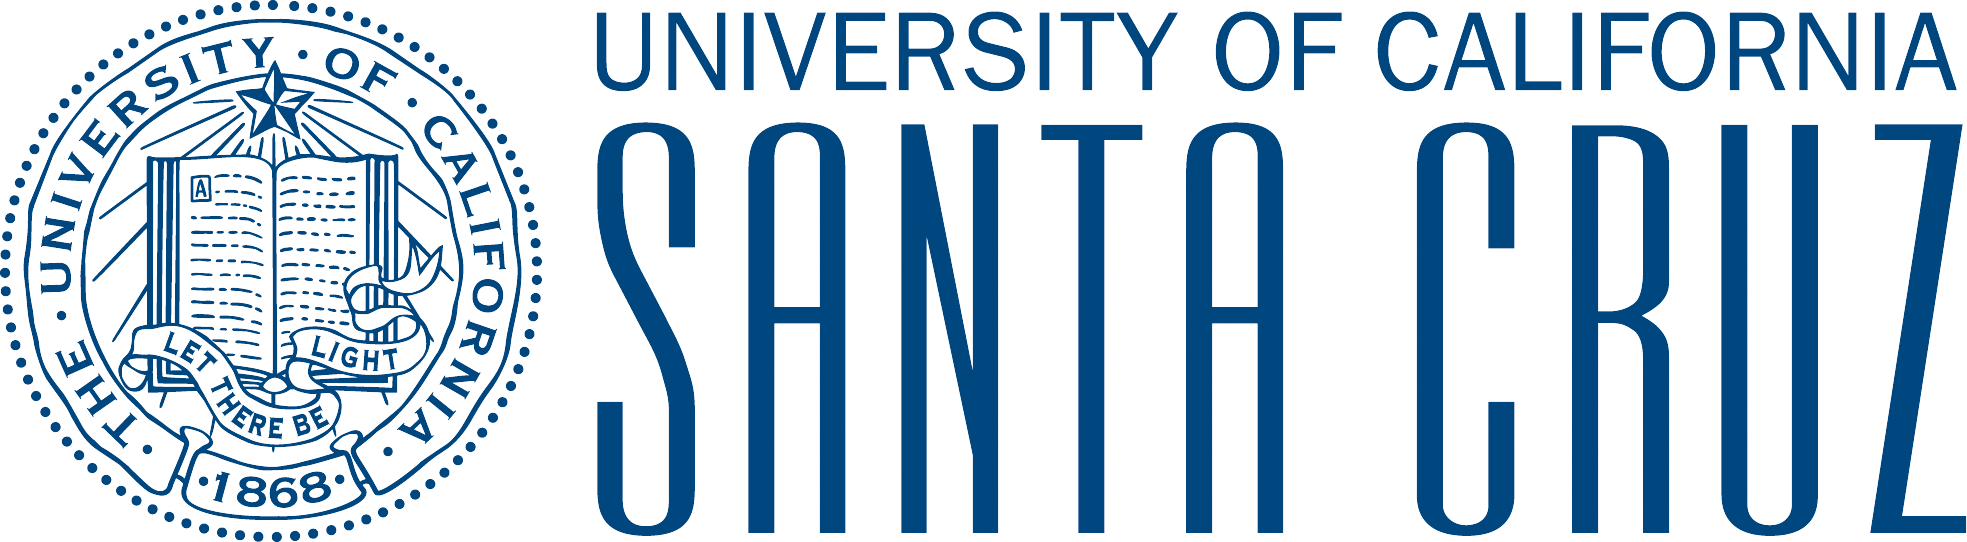 THE · UNIVERSITY · OF · CALIFORNIA
A
LET THERE BE LIGHT
· 1868 ·
UNIVERSITY OF CALIFORNIA
SANTA CRUZ